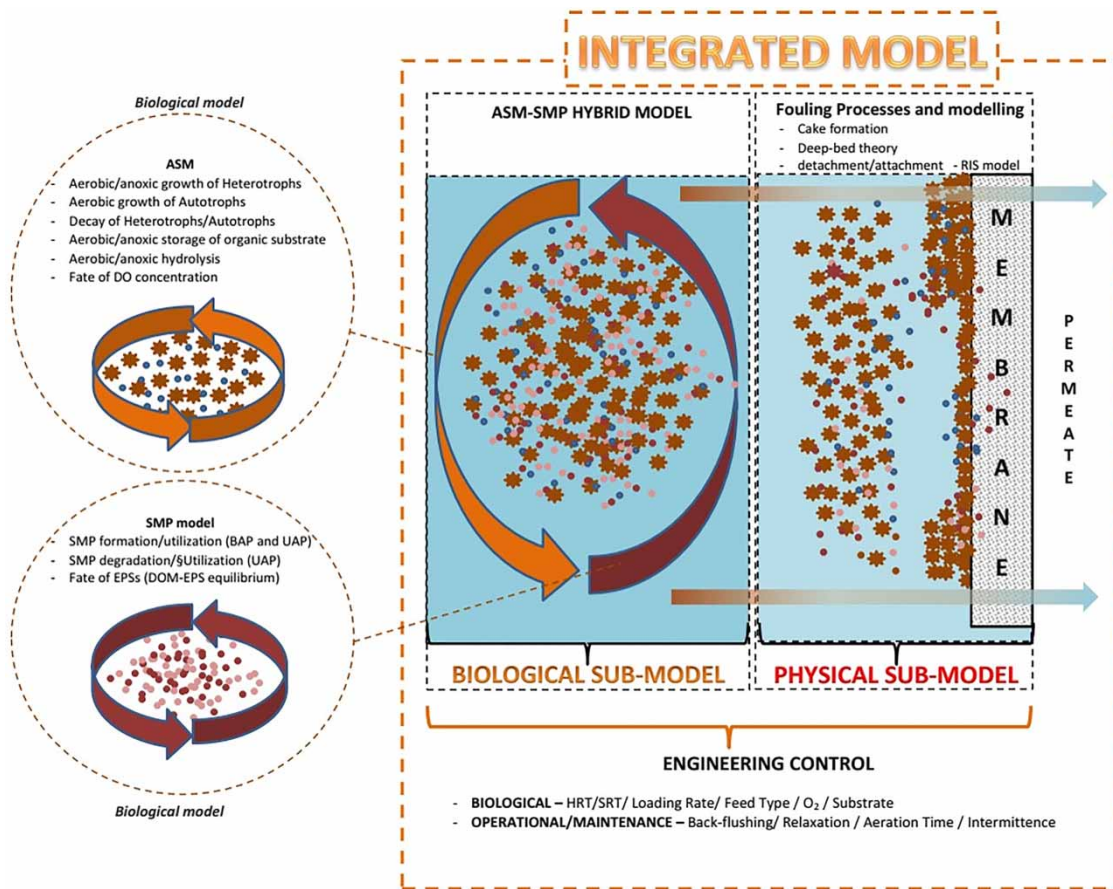 INTEGRATED MODEL
Biological model
ASM
- Aerobic/anoxic growth of Heterotrophs
- Aerobic growth of Autotrophs
- Decay of Heterotrophs/Autotrophs
- Aerobic/anoxic storage of organic substrate
- Aerobic/anoxic hydrolysis
- Fate of DO concentration
SMP model
- SMP formation/utilization (BAP and UAP)
- SMP degradation/§Utilization (UAP)
- Fate of EPSs (DOM-EPS equilibrium)
Biological model
ASM-SMP HYBRID MODEL
Fouling Processes and modelling
- Cake formation
- Deep-bed theory
- detachment/attachment - RIS model
MEMBRANE
PERMEATE
BIOLOGICAL SUB-MODEL
PHYSICAL SUB-MODEL
ENGINEERING CONTROL
- BIOLOGICAL – HRT/SRT/ Loading Rate/ Feed Type / O₂ / Substrate
- OPERATIONAL/MAINTENANCE – Back-flushing/ Relaxation / Aeration Time / Intermittence